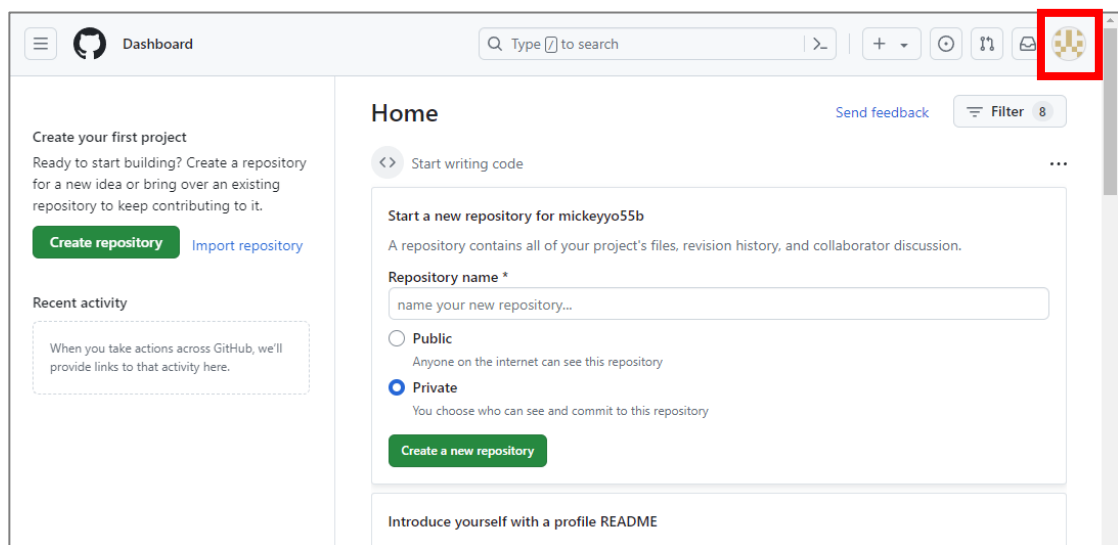 Dashboard
Type / to search
Create your first project
Ready to start building? Create a repository
for a new idea or bring over an existing
repository to keep contributing to it.
Create repository
Import repository
Recent activity
When you take actions across GitHub, we'll
provide links to that activity here.
Home
Send feedback
Filter 8
Start writing code
Start a new repository for mickeyyo55b
A repository contains all of your project's files, revision history, and collaborator discussion.
Repository name *
name your new repository...
Public
Anyone on the internet can see this repository
Private
You choose who can see and commit to this repository
Create a new repository
Introduce yourself with a profile README